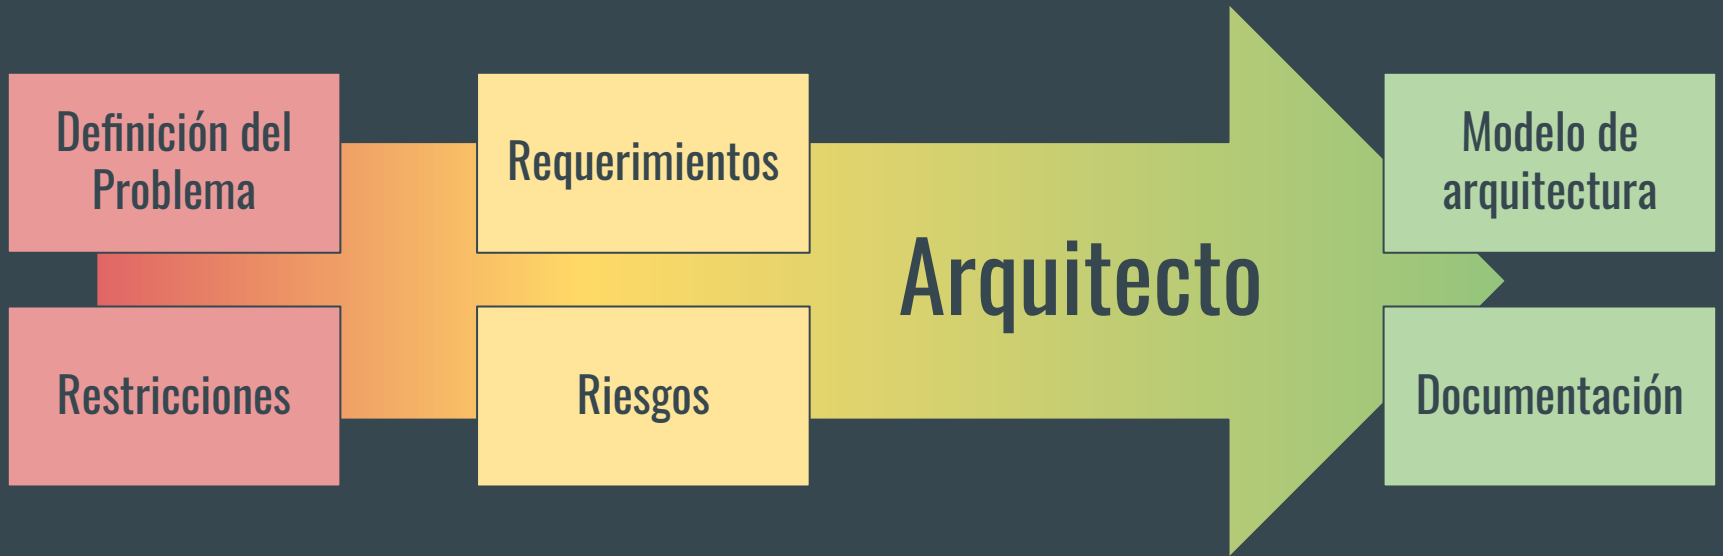 Definición del
Problema
Restricciones
Requerimientos
Riesgos
Arquitecto
Modelo de
arquitectura
Documentación